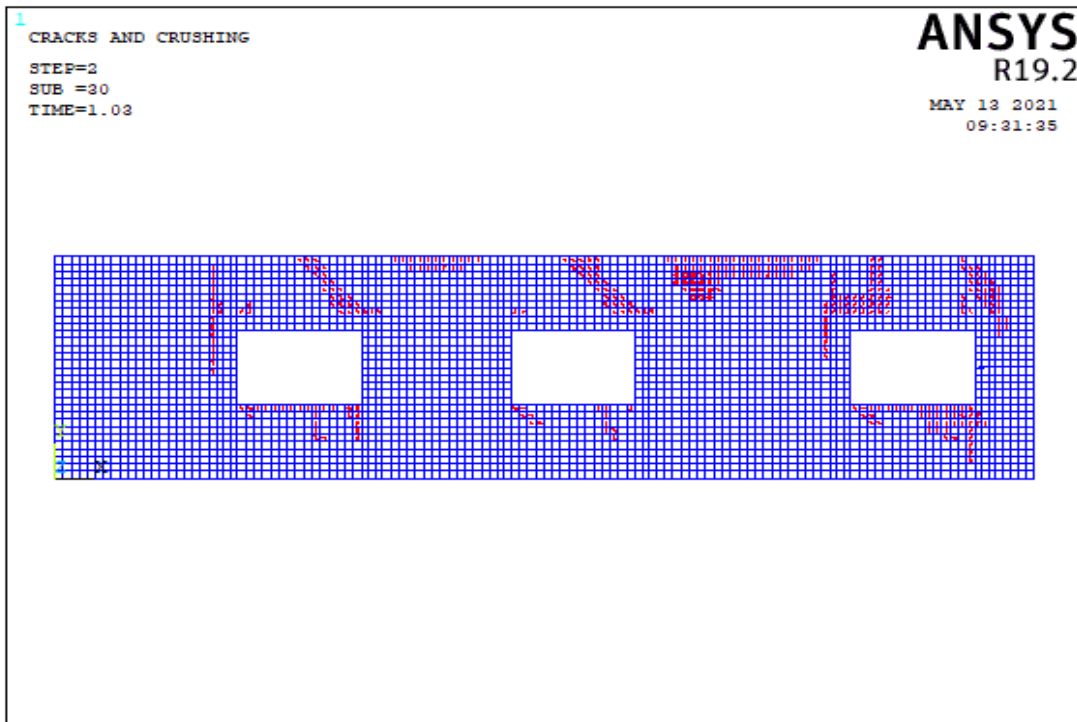 1
CRACKS AND CRUSHING
STEP=2
SUB =30
TIME=1.03
ANSYS
R19.2
MAY 13 2021
09:31:35
Y
Z X